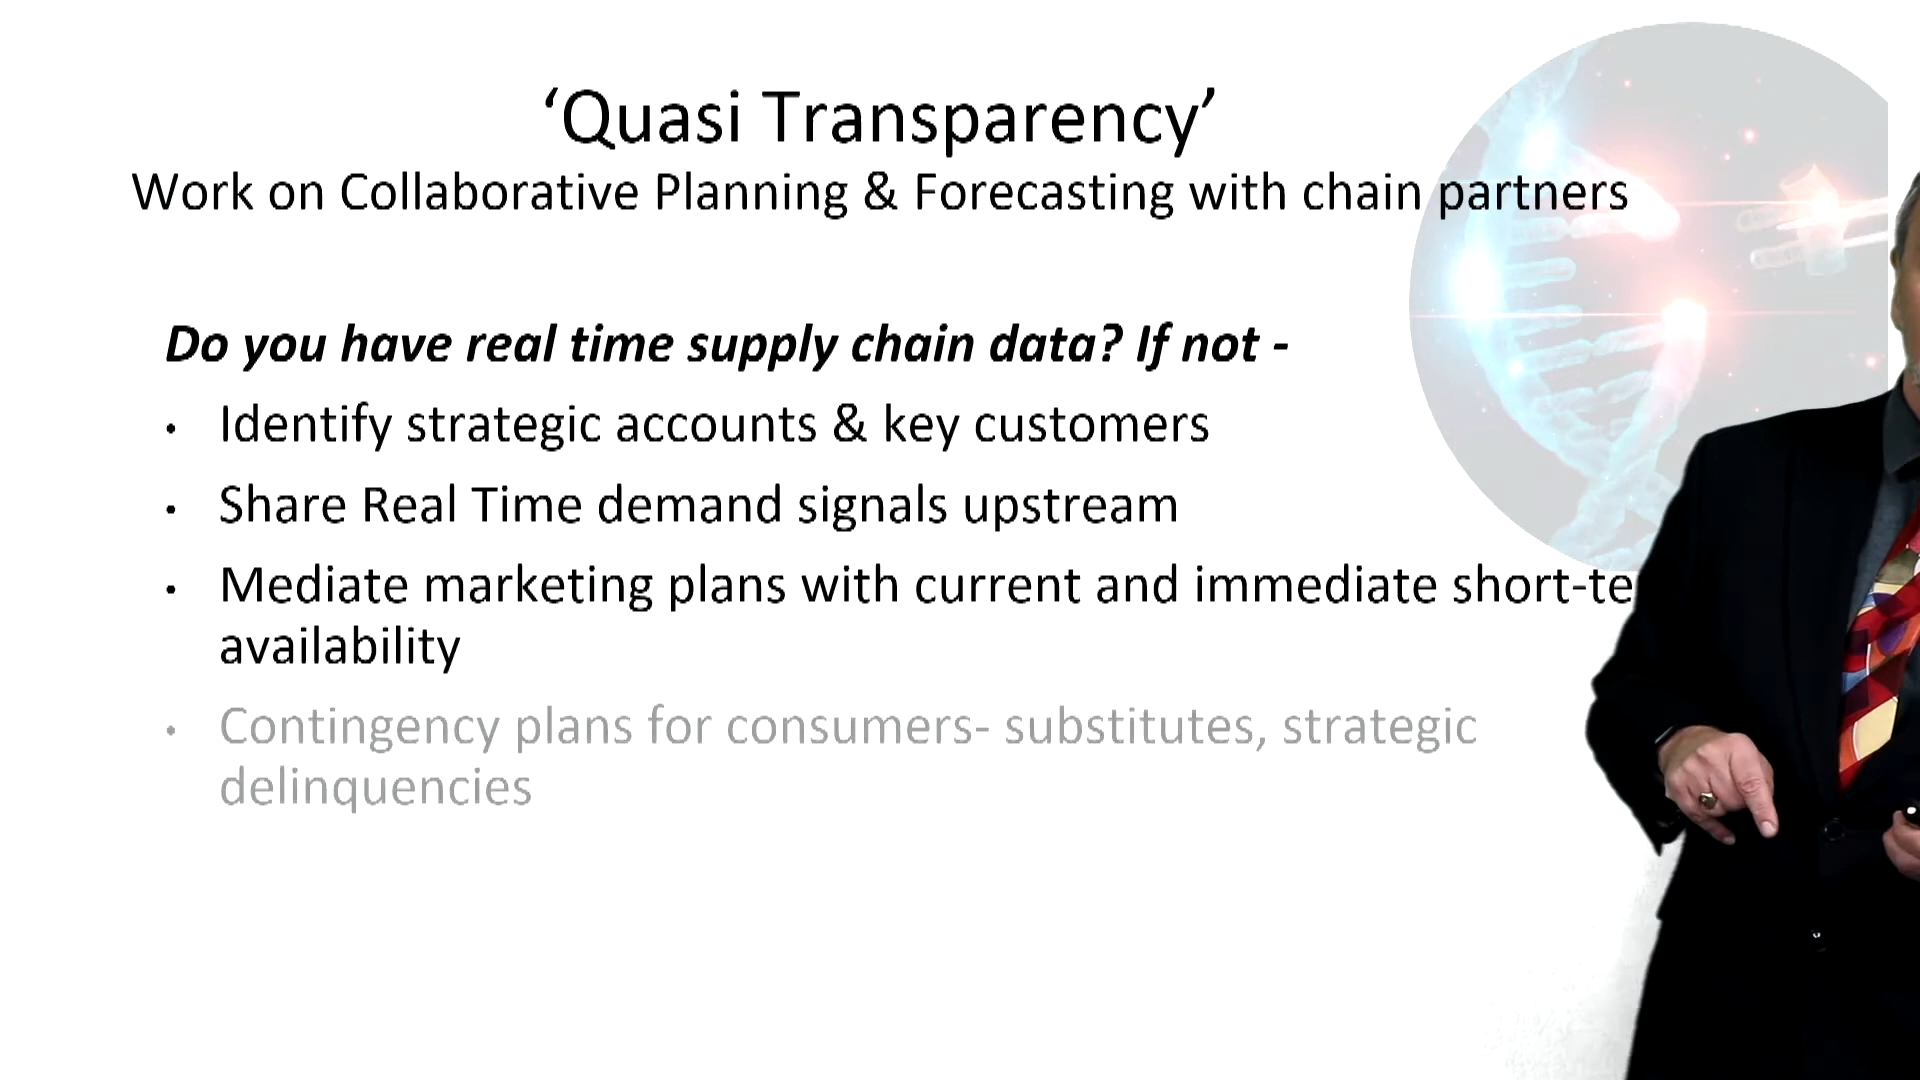 ‘Quasi Transparency’
Work on Collaborative Planning & Forecasting with chain partners
Do you have real time supply chain data? If not -
• Identify strategic accounts & key customers
• Share Real Time demand signals upstream
• Mediate marketing plans with current and immediate
availability
• Contingency plans for consumers- substitutes, strategic
delinquencies